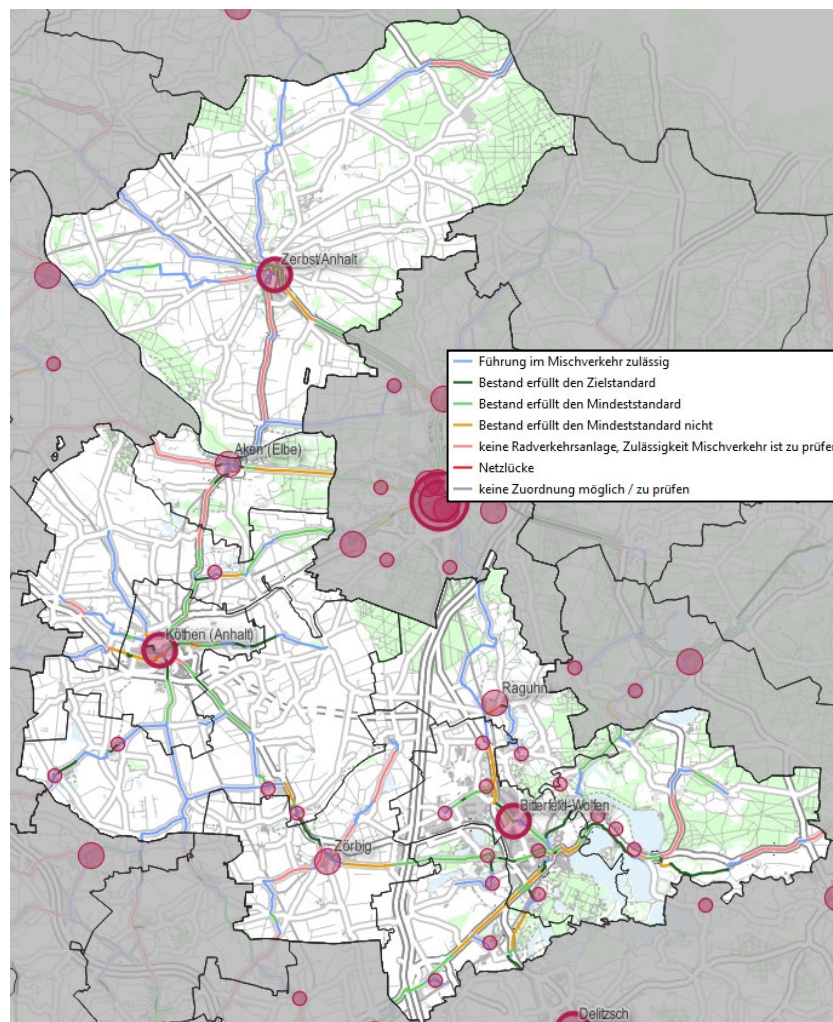 Zerbst/Anhalt
Führung im Mischverkehr zulässig
Bestand erfüllt den Zielstandard
Bestand erfüllt den Mindeststandard
Bestand erfüllt den Mindeststandard nicht
keine Radverkehrsanlage, Zulässigkeit Mischverkehr ist zu prüfen
Netzlücke
keine Zuordnung möglich / zu prüfen
Aken (Elbe)
Köthen (Anhalt)
Raguhn
Bitterfeld-Wolfen
Zörbig
Delitzsch